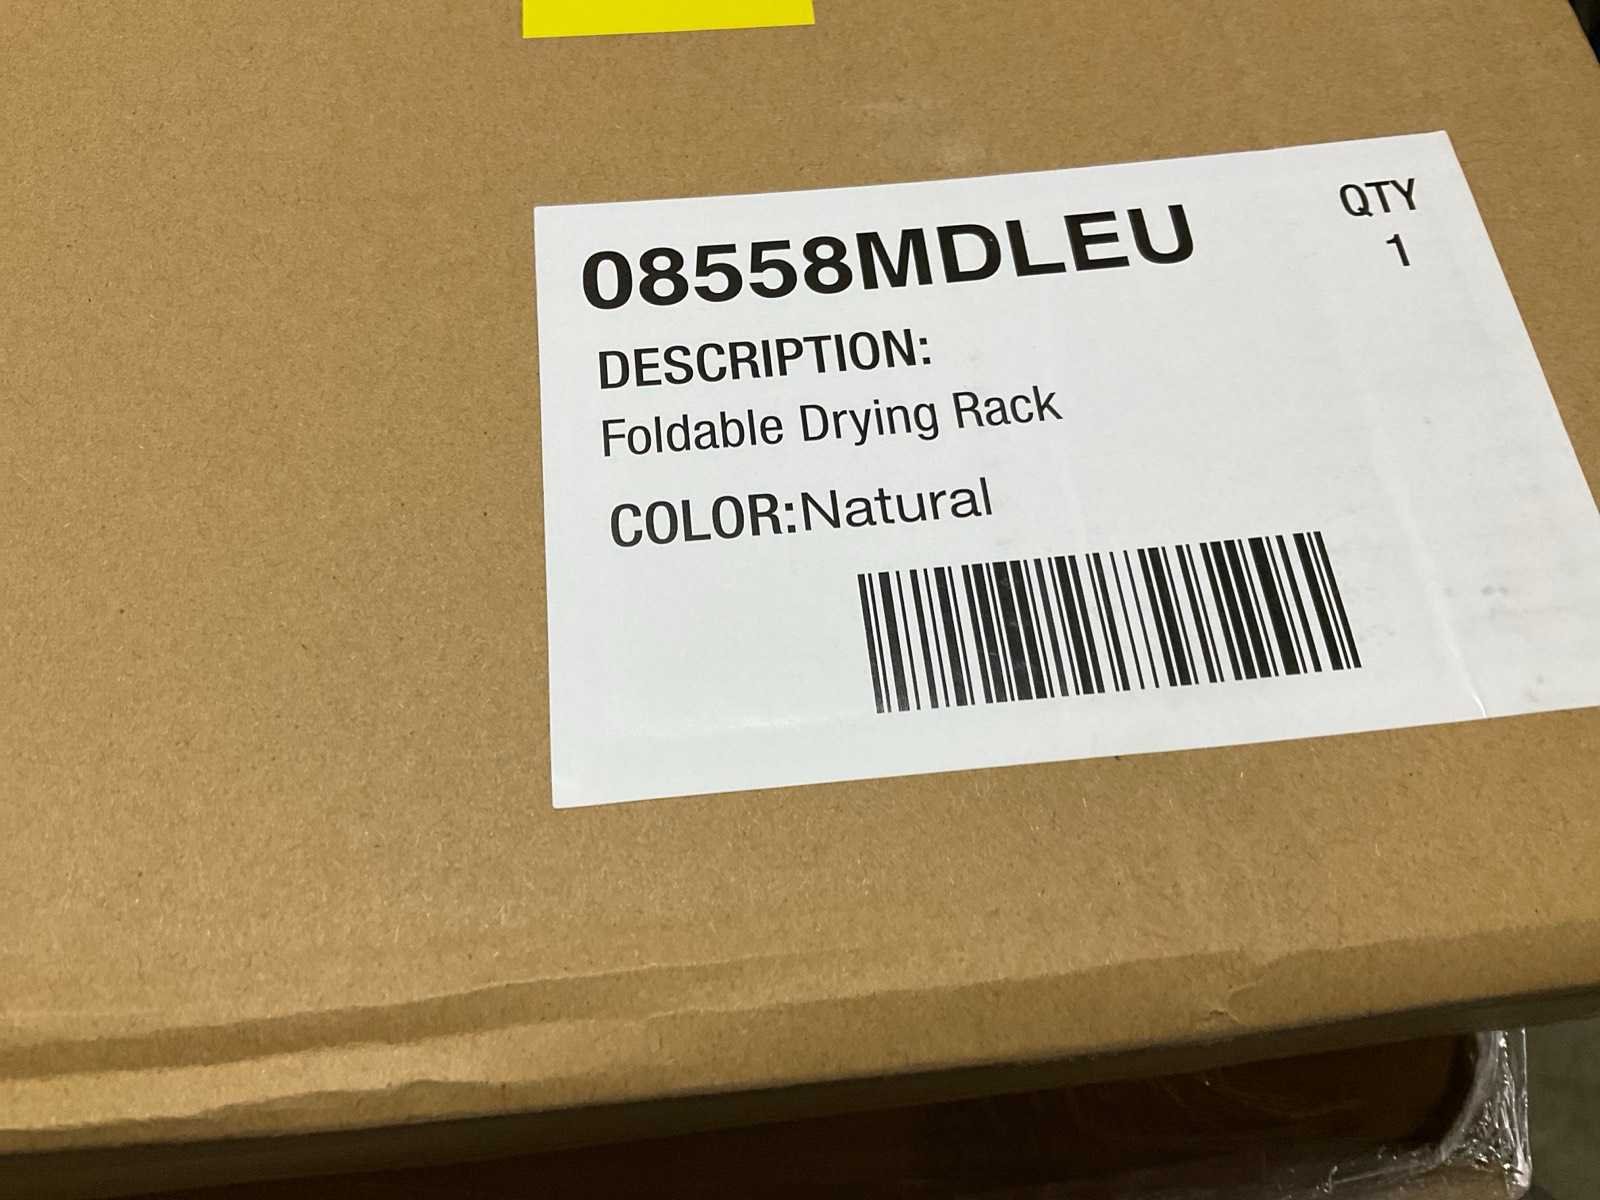 08558MDLEU
QTY
1
DESCRIPTION:
Foldable Drying Rack
COLOR:Natural